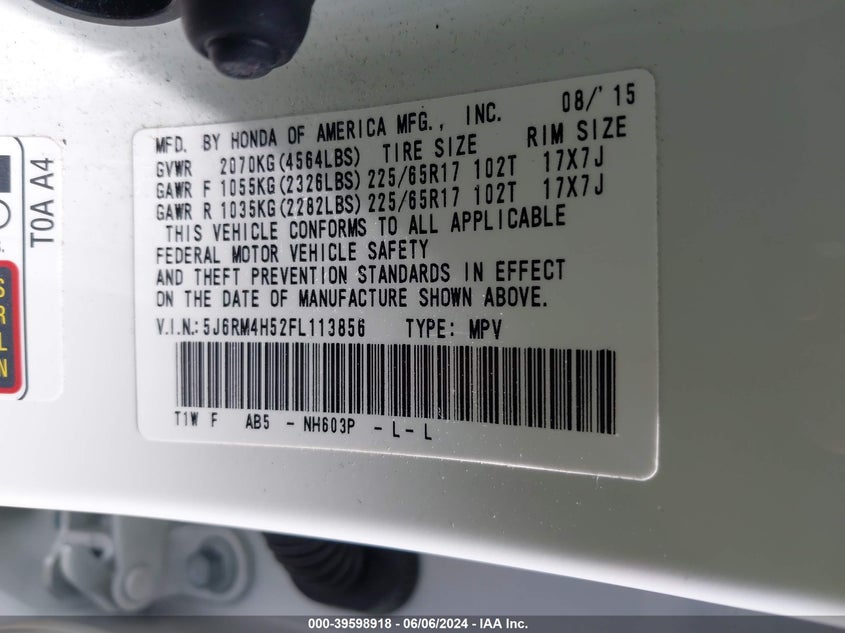 MFD. BY HONDA OF AMERICA MFG., INC. 08/'15
GVWR 2070KG(4564LBS) TIRE SIZE RIM SIZE
GAWR F 1055KG(2326LBS) 225/65R17 102T 17X7J
GAWR R 1035KG(2282LBS) 225/65R17 102T 17X7J
THIS VEHICLE CONFORMS TO ALL APPLICABLE
FEDERAL MOTOR VEHICLE SAFETY
AND THEFT PREVENTION STANDARDS IN EFFECT
ON THE DATE OF MANUFACTURE SHOWN ABOVE.
V.I.N.: 5J6RM4H52FL113856 TYPE: MPV
T1W F AB5 - NH603P - L - L
T0A A4
000-39598918 - 06/06/2024 - IAA Inc.